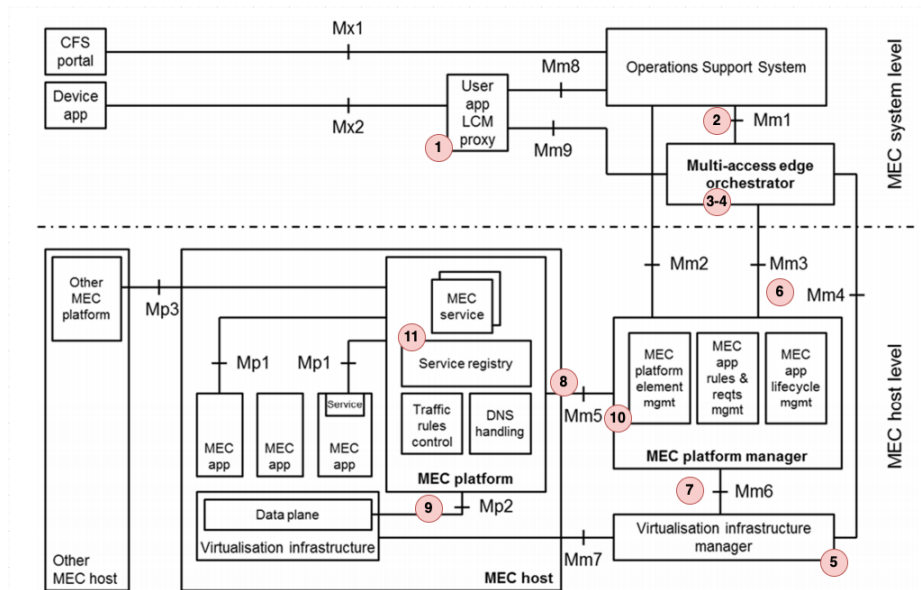 Mx1
CFS
portal
Device
app
Mx2
User
app
LCM
proxy
1
Mm8
Mm9
Operations Support System
2
Mm1
Multi-access edge
orchestrator
3-4
MEC system level
Other
MEC
platform
Mp3
Other
MEC host
MEC
service
11
Service registry
Traffic
rules
control
DNS
handling
MEC platform
Mp1
Mp1
MEC
app
MEC
app
Service
MEC
app
9
Mp2
Data plane
Virtualisation infrastructure
MEC host
8
Mm5
Mm2
Mm3
6
Mm4
MEC
platform
element
mgmt
MEC
app
rules &
reqts
mgmt
MEC
app
lifecycle
mgmt
10
MEC platform manager
7
Mm6
Virtualisation infrastructure
manager
5
Mm7
MEC host level